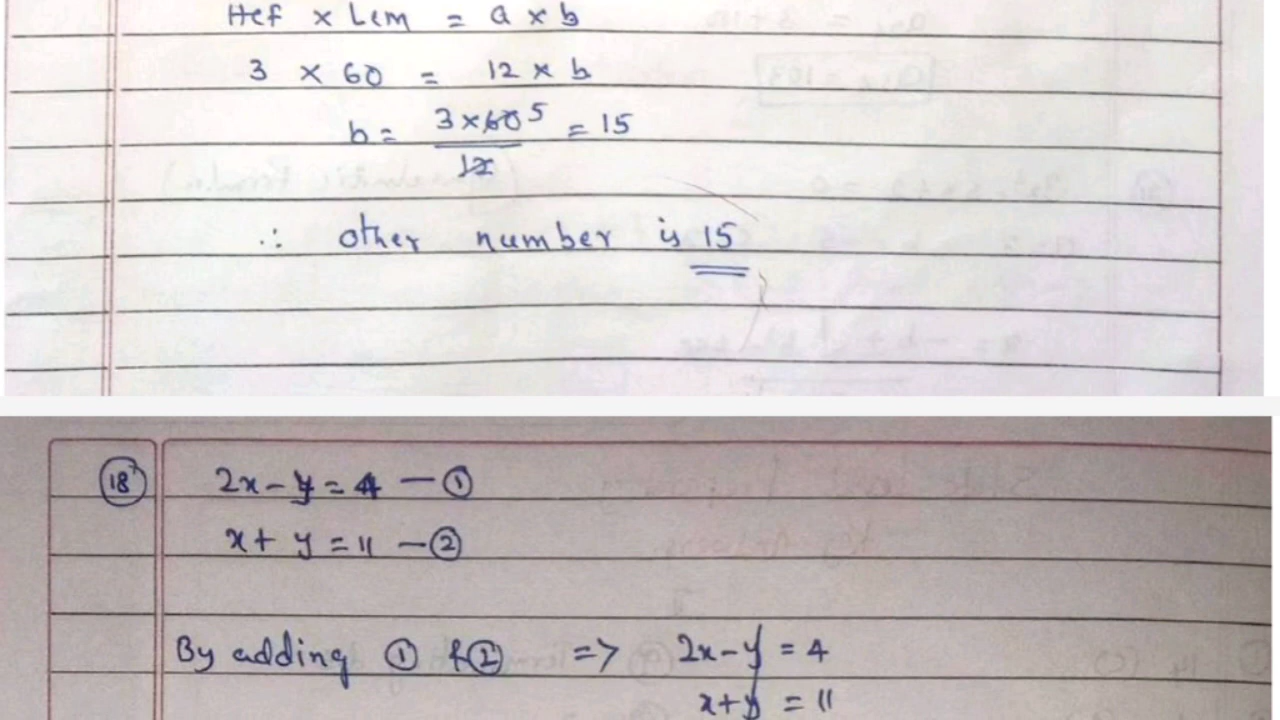 Hcf × Lcm = a × b
3 × 60 = 12 × b
b = 3×60 5 / 12 = 15
∴ other number is 15
18 2x - y = 4 — ①
x + y = 11 — ②
By adding ① & ② => 2x - y = 4
x + y = 11